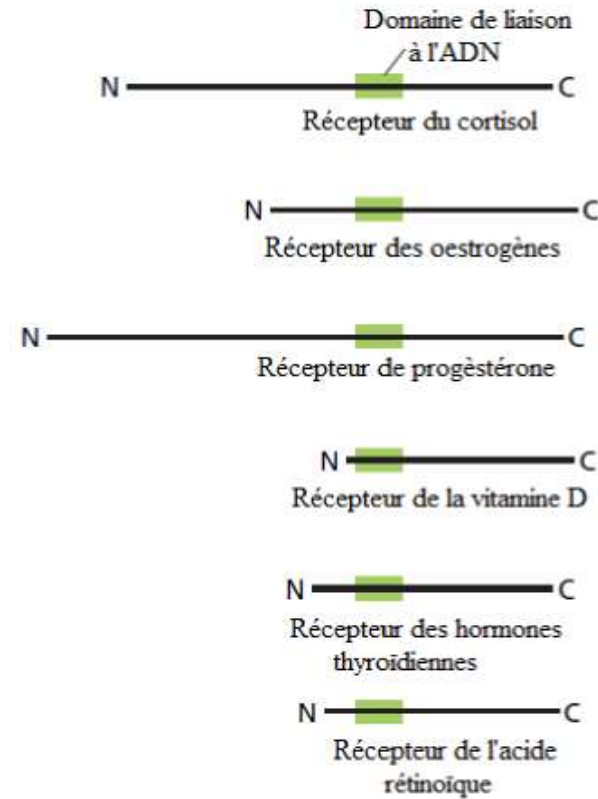 Domaine de liaison
à l'ADN
N C
Récepteur du cortisol
N C
Récepteur des oestrogènes
N C
Récepteur de progèstérone
N C
Récepteur de la vitamine D
N C
Récepteur des hormones
thyroïdiennes
N C
Récepteur de l'acide
rétinoïque